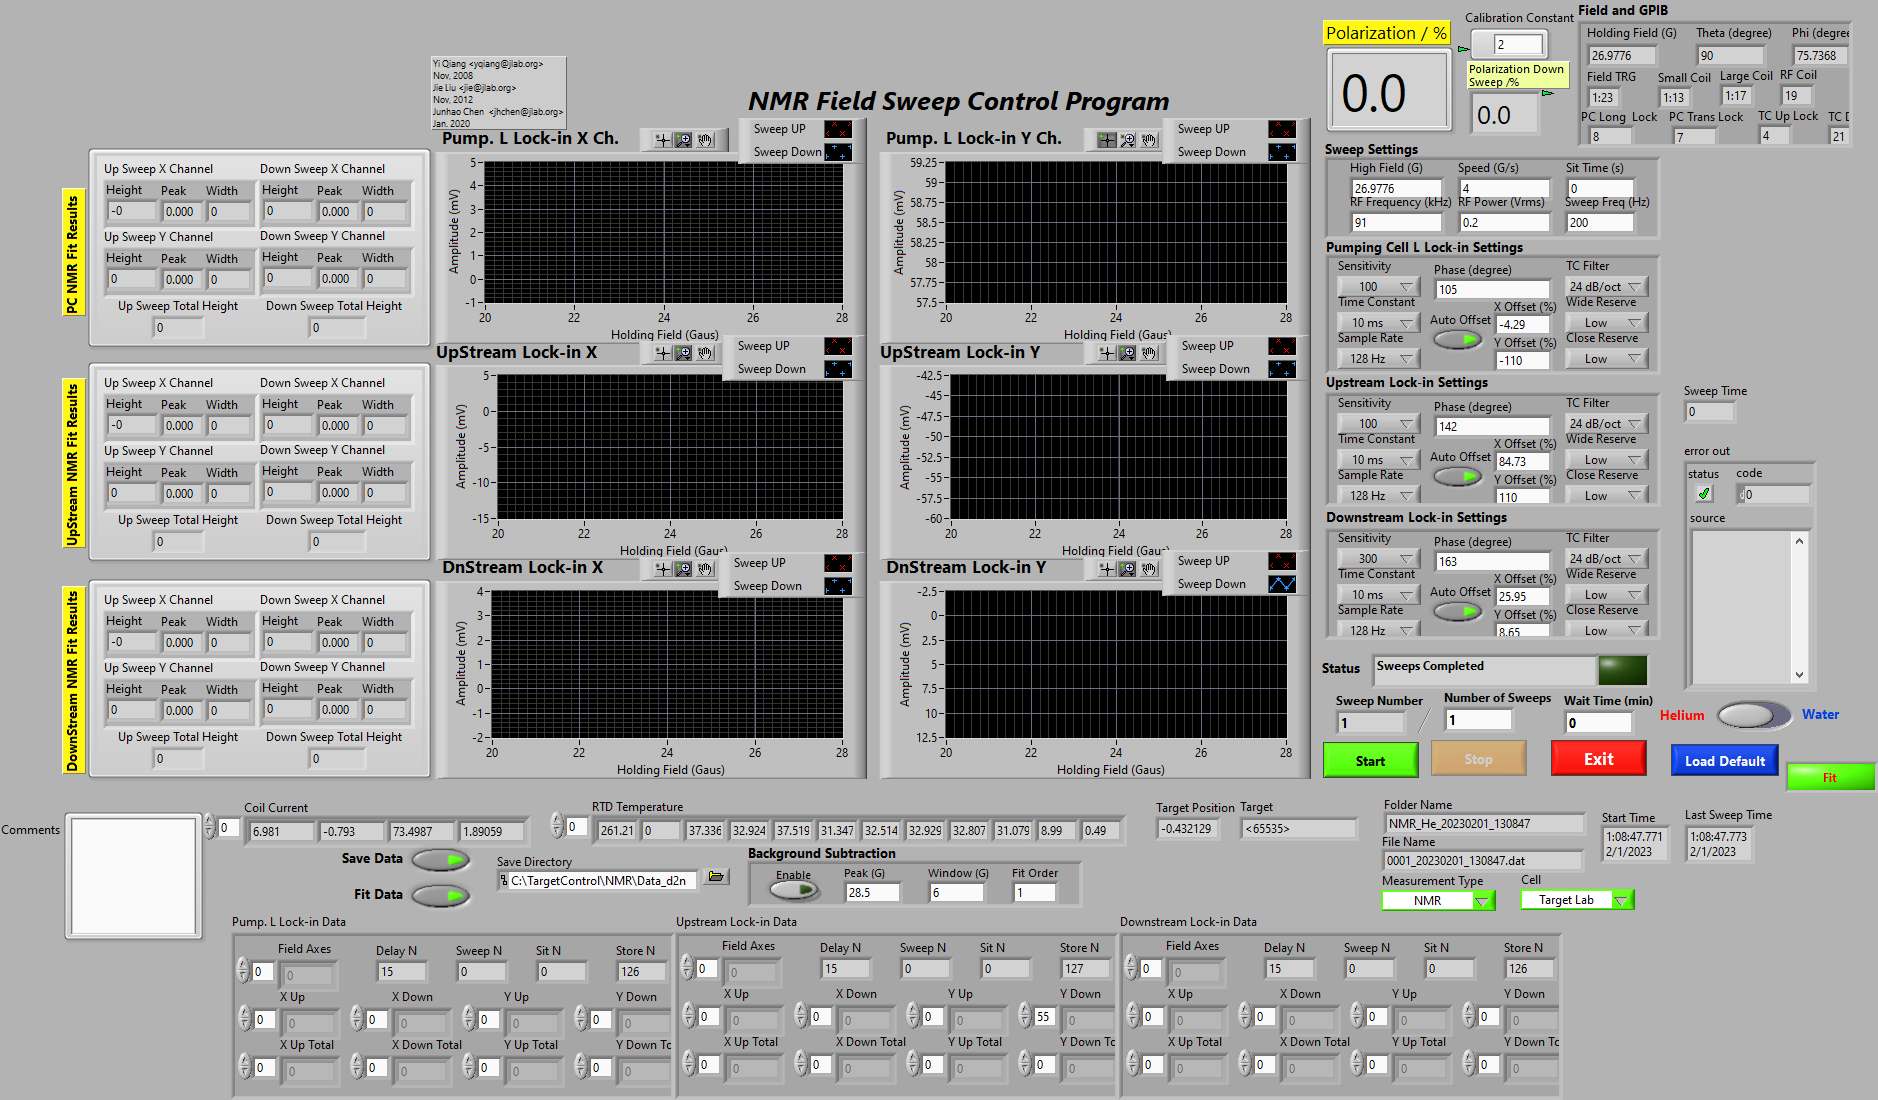 Polarization / %
0.0
Calibration Constant
2
Polarization Down
Sweep /%
0.0
Field and GPIB
Holding Field (G) Theta (degree) Phi (degree
26.9776 90 75.7368
Field TRG Small Coil Large Coil RF Coil
1:23 1:13 1:17 19
PC Long Lock PC Trans Lock TC Up Lock TC D
8 7 4 21
Yi Qiang <yqiang@jlab.org>
Nov, 2008
Jie Liu <jie@jlab.org>
Nov, 2012
Junhao Chen <jhchen@jlab.org>
Jan. 2020
NMR Field Sweep Control Program
PC NMR Fit Results
Up Sweep X Channel Down Sweep X Channel
Height Peak Width Height Peak Width
-0 0.000 0 0 0.000 0
Up Sweep Y Channel Down Sweep Y Channel
Height Peak Width Height Peak Width
0 0.000 0 0 0.000 0
Up Sweep Total Height Down Sweep Total Height
0 0
UpStream NMR Fit Results
Up Sweep X Channel Down Sweep X Channel
Height Peak Width Height Peak Width
-0 0.000 0 0 0.000 0
Up Sweep Y Channel Down Sweep Y Channel
Height Peak Width Height Peak Width
0 0.000 0 0 0.000 0
Up Sweep Total Height Down Sweep Total Height
0 0
DownStream NMR Fit Results
Up Sweep X Channel Down Sweep X Channel
Height Peak Width Height Peak Width
-0 0.000 0 0 0.000 0
Up Sweep Y Channel Down Sweep Y Channel
Height Peak Width Height Peak Width
0 0.000 0 0 0.000 0
Up Sweep Total Height Down Sweep Total Height
0 0
Pump. L Lock-in X Ch.
Sweep UP
Sweep Down
Amplitude (mV)
5
4
3
2
1
0
-1
20 22 24 26 28
Holding Field (Gaus)
Pump. L Lock-in Y Ch.
Sweep UP
Sweep Down
Amplitude (mV)
59.25
59
58.75
58.5
58.25
58
57.75
57.5
20 22 24 26 28
Holding Field (Gaus)
UpStream Lock-in X
Sweep UP
Sweep Down
Amplitude (mV)
5
0
-5
-10
-15
20 22 24 26 28
Holding Field (Gaus)
UpStream Lock-in Y
Sweep UP
Sweep Down
Amplitude (mV)
-42.5
-45
-47.5
-50
-52.5
-55
-57.5
-60
20 22 24 26 28
Holding Field (Gaus)
DnStream Lock-in X
Sweep UP
Sweep Down
Amplitude (mV)
4
3
2
1
0
-1
-2
20 22 24 26 28
Holding Field (Gaus)
DnStream Lock-in Y
Sweep UP
Sweep Down
Amplitude (mV)
-2.5
0
2.5
5
7.5
10
12.5
20 22 24 26 28
Holding Field (Gaus)
Sweep Settings
High Field (G) Speed (G/s) Sit Time (s)
26.9776 4 0
RF Frequency (kHz) RF Power (Vrms) Sweep Freq (Hz)
91 0.2 200
Pumping Cell L Lock-in Settings
Sensitivity Phase (degree) TC Filter
100 105 24 dB/oct
Time Constant X Offset (%) Wide Reserve
10 ms Auto Offset -4.29 Low
Sample Rate Y Offset (%) Close Reserve
128 Hz -110 Low
Upstream Lock-in Settings
Sensitivity Phase (degree) TC Filter
100 142 24 dB/oct
Time Constant X Offset (%) Wide Reserve
10 ms Auto Offset 84.73 Low
Sample Rate Y Offset (%) Close Reserve
128 Hz 110 Low
Downstream Lock-in Settings
Sensitivity Phase (degree) TC Filter
300 163 24 dB/oct
Time Constant X Offset (%) Wide Reserve
10 ms Auto Offset 25.95 Low
Sample Rate Y Offset (%) Close Reserve
128 Hz 8.65 Low
Sweep Time
0
error out
status code
0
source
Status Sweeps Completed
Sweep Number Number of Sweeps Wait Time (min)
1 / 1 0
Helium Water
Start Stop Exit Load Default Fit
Comments
Coil Current
0 6.981 -0.793 73.4987 1.89059
RTD Temperature
0 261.21 0 37.336 32.924 37.519 31.347 32.514 32.929 32.807 31.079 8.99 0.49
Target Position Target
-0.432129 <65535>
Folder Name
NMR_He_20230201_130847
File Name
0001_20230201_130847.dat
Start Time Last Sweep Time
1:08:47.771 1:08:47.773
2/1/2023 2/1/2023
Save Data
Fit Data
Save Directory
C:\TargetControl\NMR\Data_d2n
Background Subtraction
Enable Peak (G) Window (G) Fit Order
28.5 6 1
Measurement Type Cell
NMR Target Lab
Pump. L Lock-in Data
Field Axes Delay N Sweep N Sit N Store N
0 0 15 0 0 126
X Up X Down Y Up Y Down
0 0 0 0 0 0 0 0
X Up Total X Down Total Y Up Total Y Down To
0 0 0 0 0 0 0 0
Upstream Lock-in Data
Field Axes Delay N Sweep N Sit N Store N
0 0 15 0 0 127
X Up X Down Y Up Y Down
0 0 0 0 0 0 55 0
X Up Total X Down Total Y Up Total Y Down To
0 0 0 0 0 0 0 0
Downstream Lock-in Data
Field Axes Delay N Sweep N Sit N Store N
0 0 15 0 0 126
X Up X Down Y Up Y Down
0 0 0 0 0 0 0 0
X Up Total X Down Total Y Up Total Y Down To
0 0 0 0 0 0 0 0